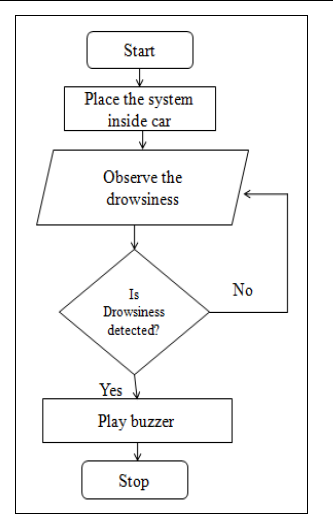 Start
Place the system
inside car
Observe the
drowsiness
Is
Drowsiness
detected?
No
Yes
Play buzzer
Stop